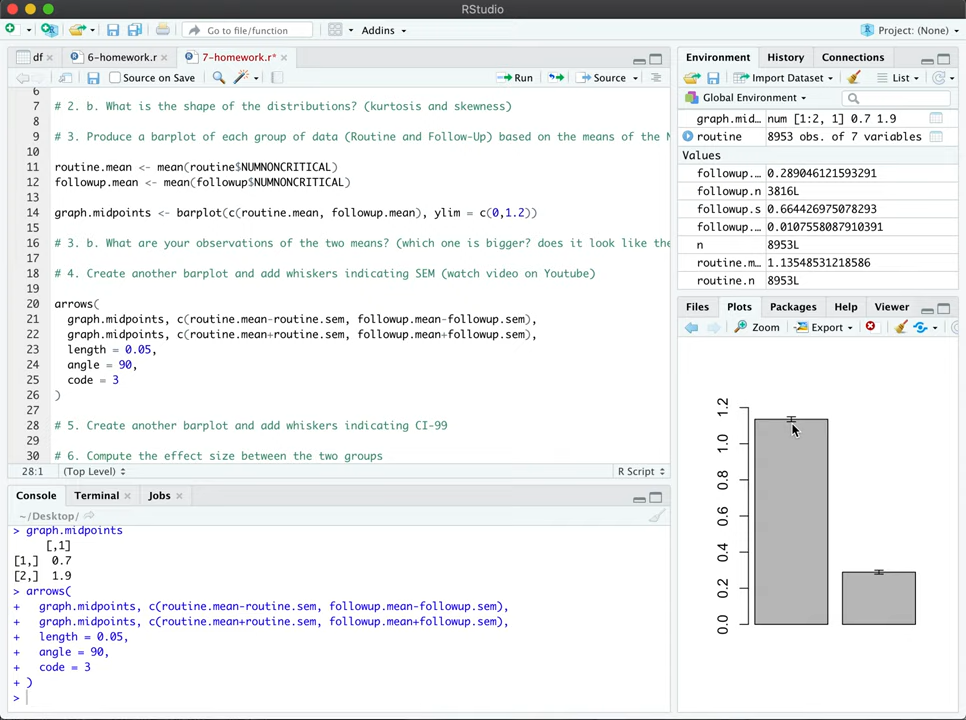 RStudio
Go to file/function
Addins
Project: (None)
df
6-homework.r
7-homework.r*
Source on Save
Run
Source
6
7 # 2. b. What is the shape of the distributions? (kurtosis and skewness)
8
9 # 3. Produce a barplot of each group of data (Routine and Follow-Up) based on the means of the N
10
11 routine.mean <- mean(routine$NUMNONCRITICAL)
12 followup.mean <- mean(followup$NUMNONCRITICAL)
13
14 graph.midpoints <- barplot(c(routine.mean, followup.mean), ylim = c(0,1.2))
15
16 # 3. b. What are your observations of the two means? (which one is bigger? does it look like the
17
18 # 4. Create another barplot and add whiskers indicating SEM (watch video on Youtube)
19
20 arrows(
21 graph.midpoints, c(routine.mean-routine.sem, followup.mean-followup.sem),
22 graph.midpoints, c(routine.mean+routine.sem, followup.mean+followup.sem),
23 length = 0.05,
24 angle = 90,
25 code = 3
26 )
27
28 # 5. Create another barplot and add whiskers indicating CI-99
29
30 # 6. Compute the effect size between the two groups
28:1 (Top Level) R Script
Console Terminal Jobs
~/Desktop/
> graph.midpoints
[,1]
[1,] 0.7
[2,] 1.9
> arrows(
+ graph.midpoints, c(routine.mean-routine.sem, followup.mean-followup.sem),
+ graph.midpoints, c(routine.mean+routine.sem, followup.mean+followup.sem),
+ length = 0.05,
+ angle = 90,
+ code = 3
+ )
>
Environment History Connections
Import Dataset List
Global Environment
graph.mid… num [1:2, 1] 0.7 1.9
routine 8953 obs. of 7 variables
Values
followup.… 0.289046121593291
followup.n 3816L
followup.s 0.664426975078293
followup.… 0.0107558087910391
n 8953L
routine.m… 1.13548531218586
routine.n 8953L
Files Plots Packages Help Viewer
Zoom Export
1.2
1.0
0.8
0.6
0.4
0.2
0.0